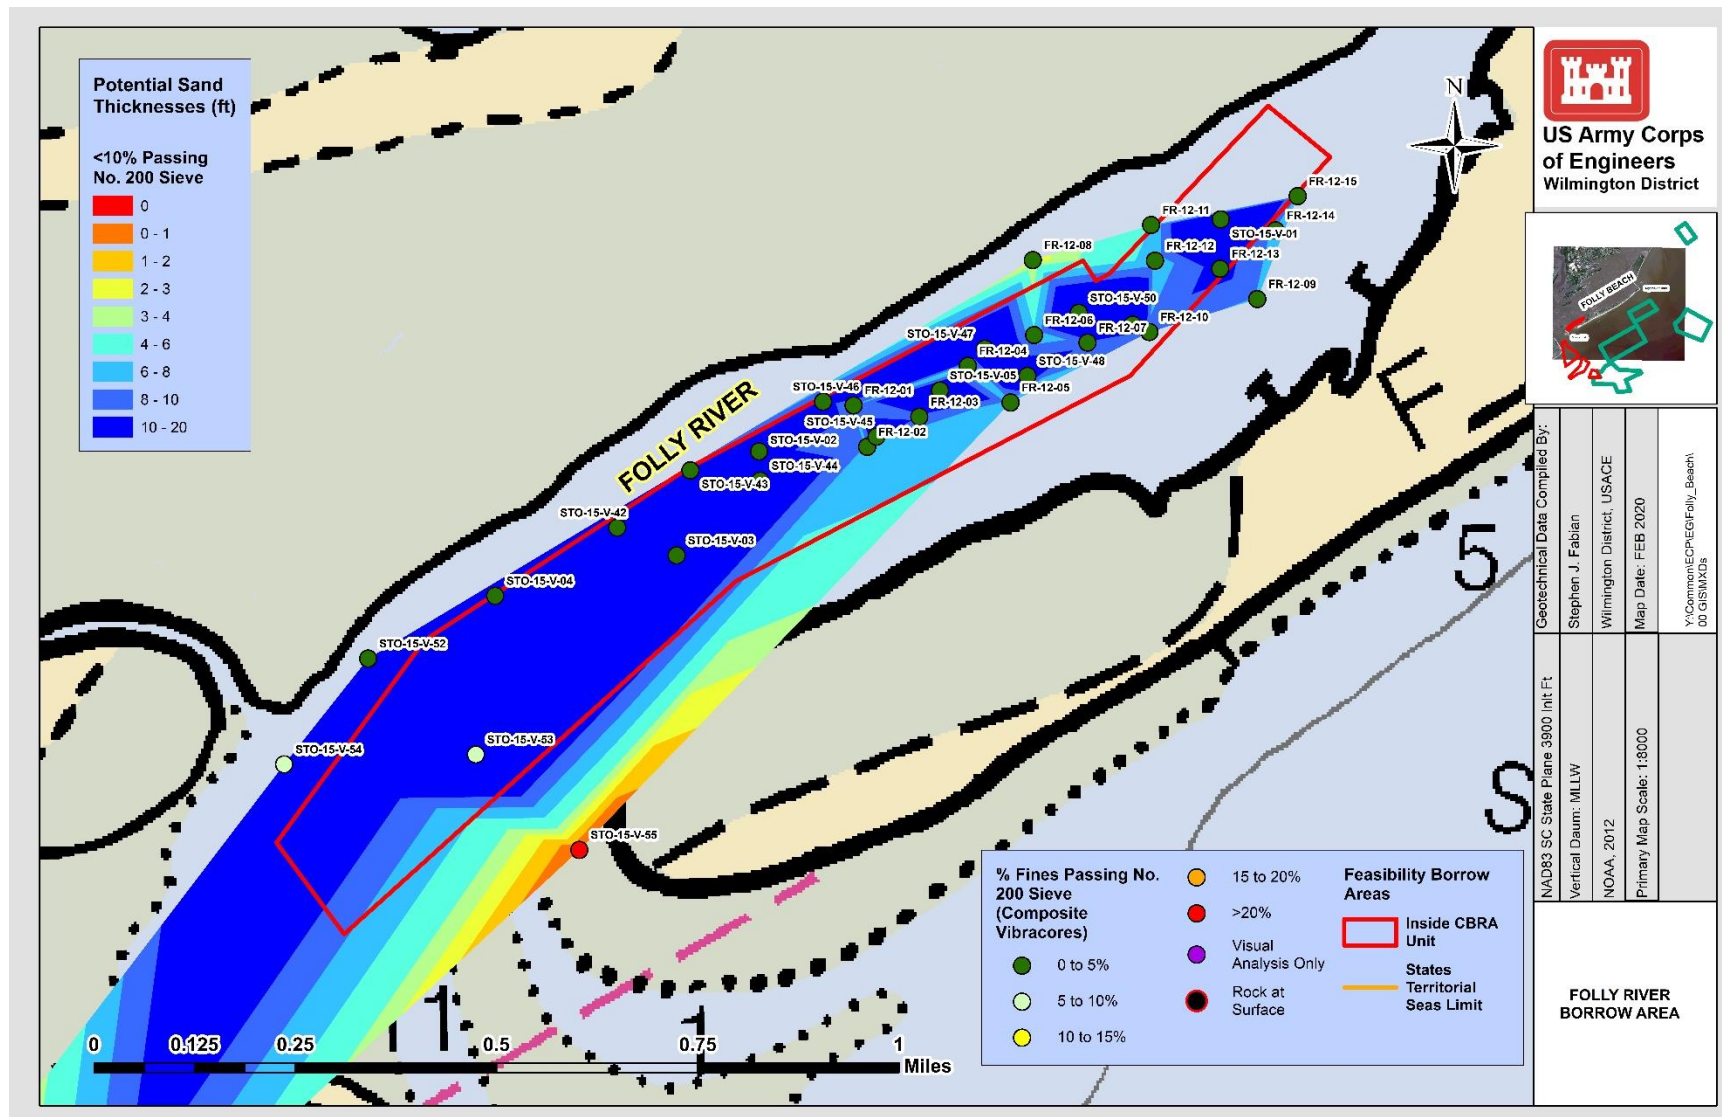 Potential Sand
Thicknesses (ft)
<10% Passing
No. 200 Sieve
0
0 - 1
1 - 2
2 - 3
3 - 4
4 - 6
6 - 8
8 - 10
10 - 20
N
FR-12-15
FR-12-14
FR-12-11
STO-15-V-01
FR-12-08
FR-12-12
FR-12-13
FR-12-09
STO-15-V-50
FR-12-06
FR-12-07
FR-12-10
STO-15-V-47
FR-12-04
STO-15-V-48
STO-15-V-05
STO-15-V-46
FR-12-01
FR-12-05
FR-12-03
STO-15-V-45
FR-12-02
STO-15-V-02
STO-15-V-44
STO-15-V-43
FOLLY RIVER
STO-15-V-42
STO-15-V-03
STO-15-V-04
STO-15-V-52
STO-15-V-53
STO-15-V-54
STO-15-V-55
5
S
11
1
0
0.125
0.25
0.5
0.75
1
Miles
% Fines Passing No.
200 Sieve
(Composite
Vibracores)
0 to 5%
5 to 10%
10 to 15%
15 to 20%
>20%
Visual
Analysis Only
Rock at
Surface
Feasibility Borrow
Areas
Inside CBRA
Unit
States
Territorial
Seas Limit
US Army Corps
of Engineers
Wilmington District
FOLLY BEACH
Geotechnical Data Compiled By:
Stephen J. Fabian
Wilmington District, USACE
Map Date: FEB 2020
Y:\Common\ECP\EG\Folly_Beach\
00 GIS\MXDs
NAD83 SC State Plane 3900 Intl Ft
Vertical Daum: MLLW
NOAA, 2012
Primary Map Scale: 1:8000
FOLLY RIVER
BORROW AREA